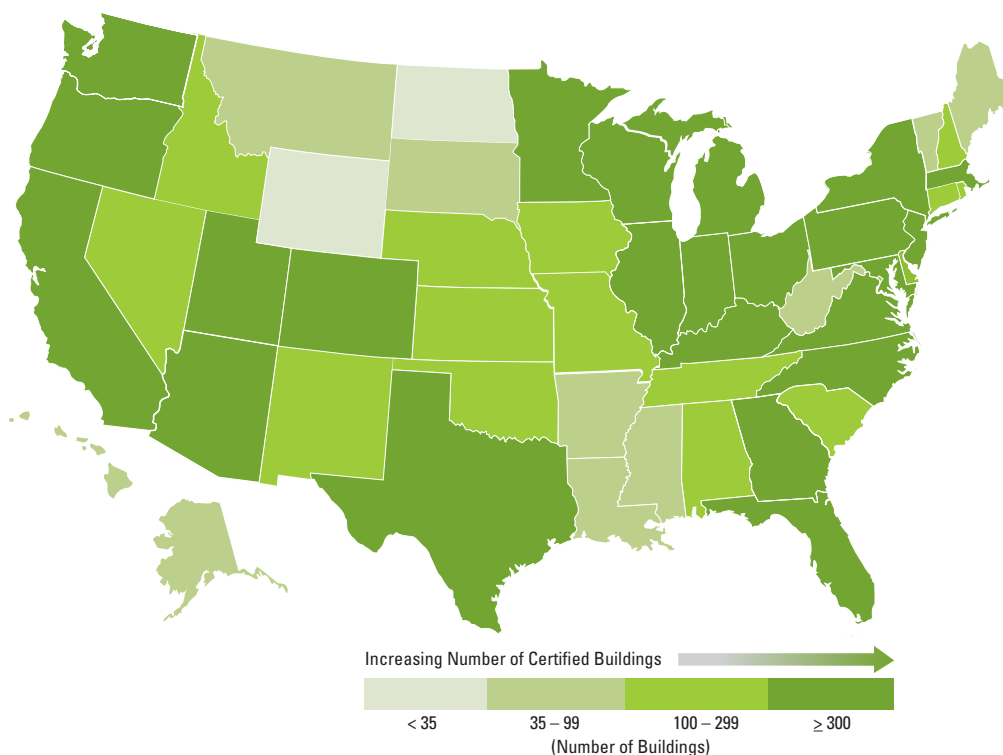 Increasing Number of Certified Buildings
< 35
35 – 99
100 – 299
≥ 300
(Number of Buildings)